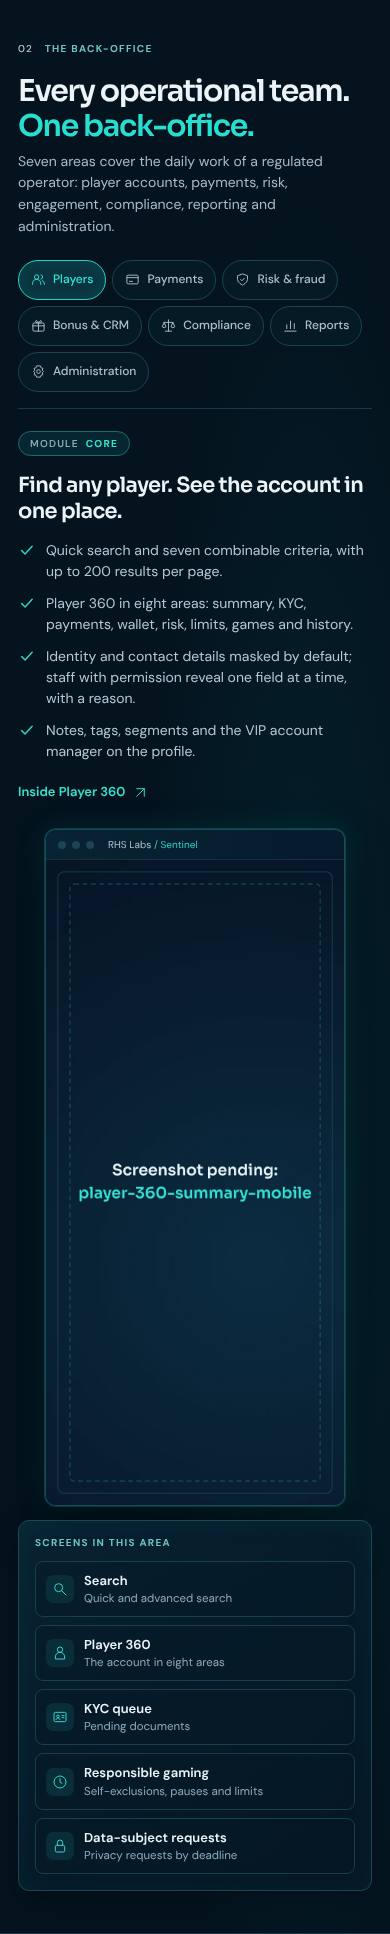 02 THE BACK-OFFICE
Every operational team.
One back-office.
Seven areas cover the daily work of a regulated
operator: player accounts, payments, risk,
engagement, compliance, reporting and
administration.
Players Payments Risk & fraud
Bonus & CRM Compliance Reports
Administration
MODULE CORE
Find any player. See the account in
one place.
Quick search and seven combinable criteria, with
up to 200 results per page.
Player 360 in eight areas: summary, KYC,
payments, wallet, risk, limits, games and history.
Identity and contact details masked by default;
staff with permission reveal one field at a time,
with a reason.
Notes, tags, segments and the VIP account
manager on the profile.
Inside Player 360
RHS Labs / Sentinel
Screenshot pending:
player-360-summary-mobile
SCREENS IN THIS AREA
Search
Quick and advanced search
Player 360
The account in eight areas
KYC queue
Pending documents
Responsible gaming
Self-exclusions, pauses and limits
Data-subject requests
Privacy requests by deadline